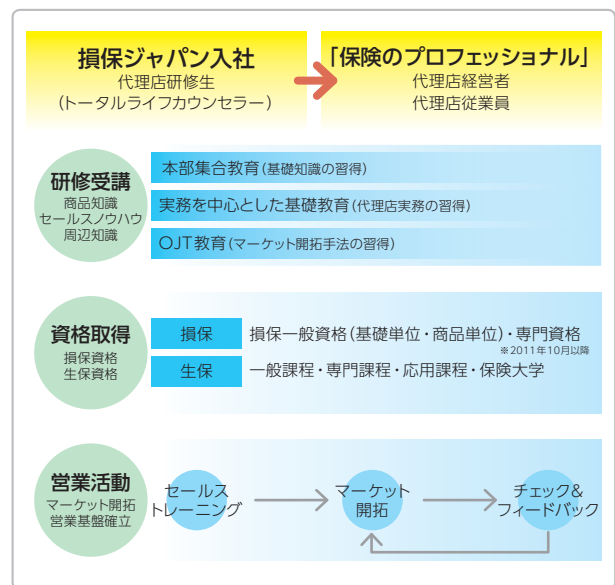 損保ジャパン入社
代理店研修生
(トータルライフカウンセラー)
「保険のプロフェッショナル」
代理店経営者
代理店従業員
研修受講
商品知識
セールスノウハウ
周辺知識
本部集合教育(基礎知識の習得)
実務を中心とした基礎教育(代理店実務の習得)
OJT教育(マーケット開拓手法の習得)
資格取得
損保資格
生保資格
損保
損保一般資格(基礎単位・商品単位)・専門資格
※2011年10月以降
生保
一般課程・専門課程・応用課程・保険大学
営業活動
マーケット開拓
営業基盤確立
セールス
トレーニング
マーケット
開拓
チェック&
フィードバック